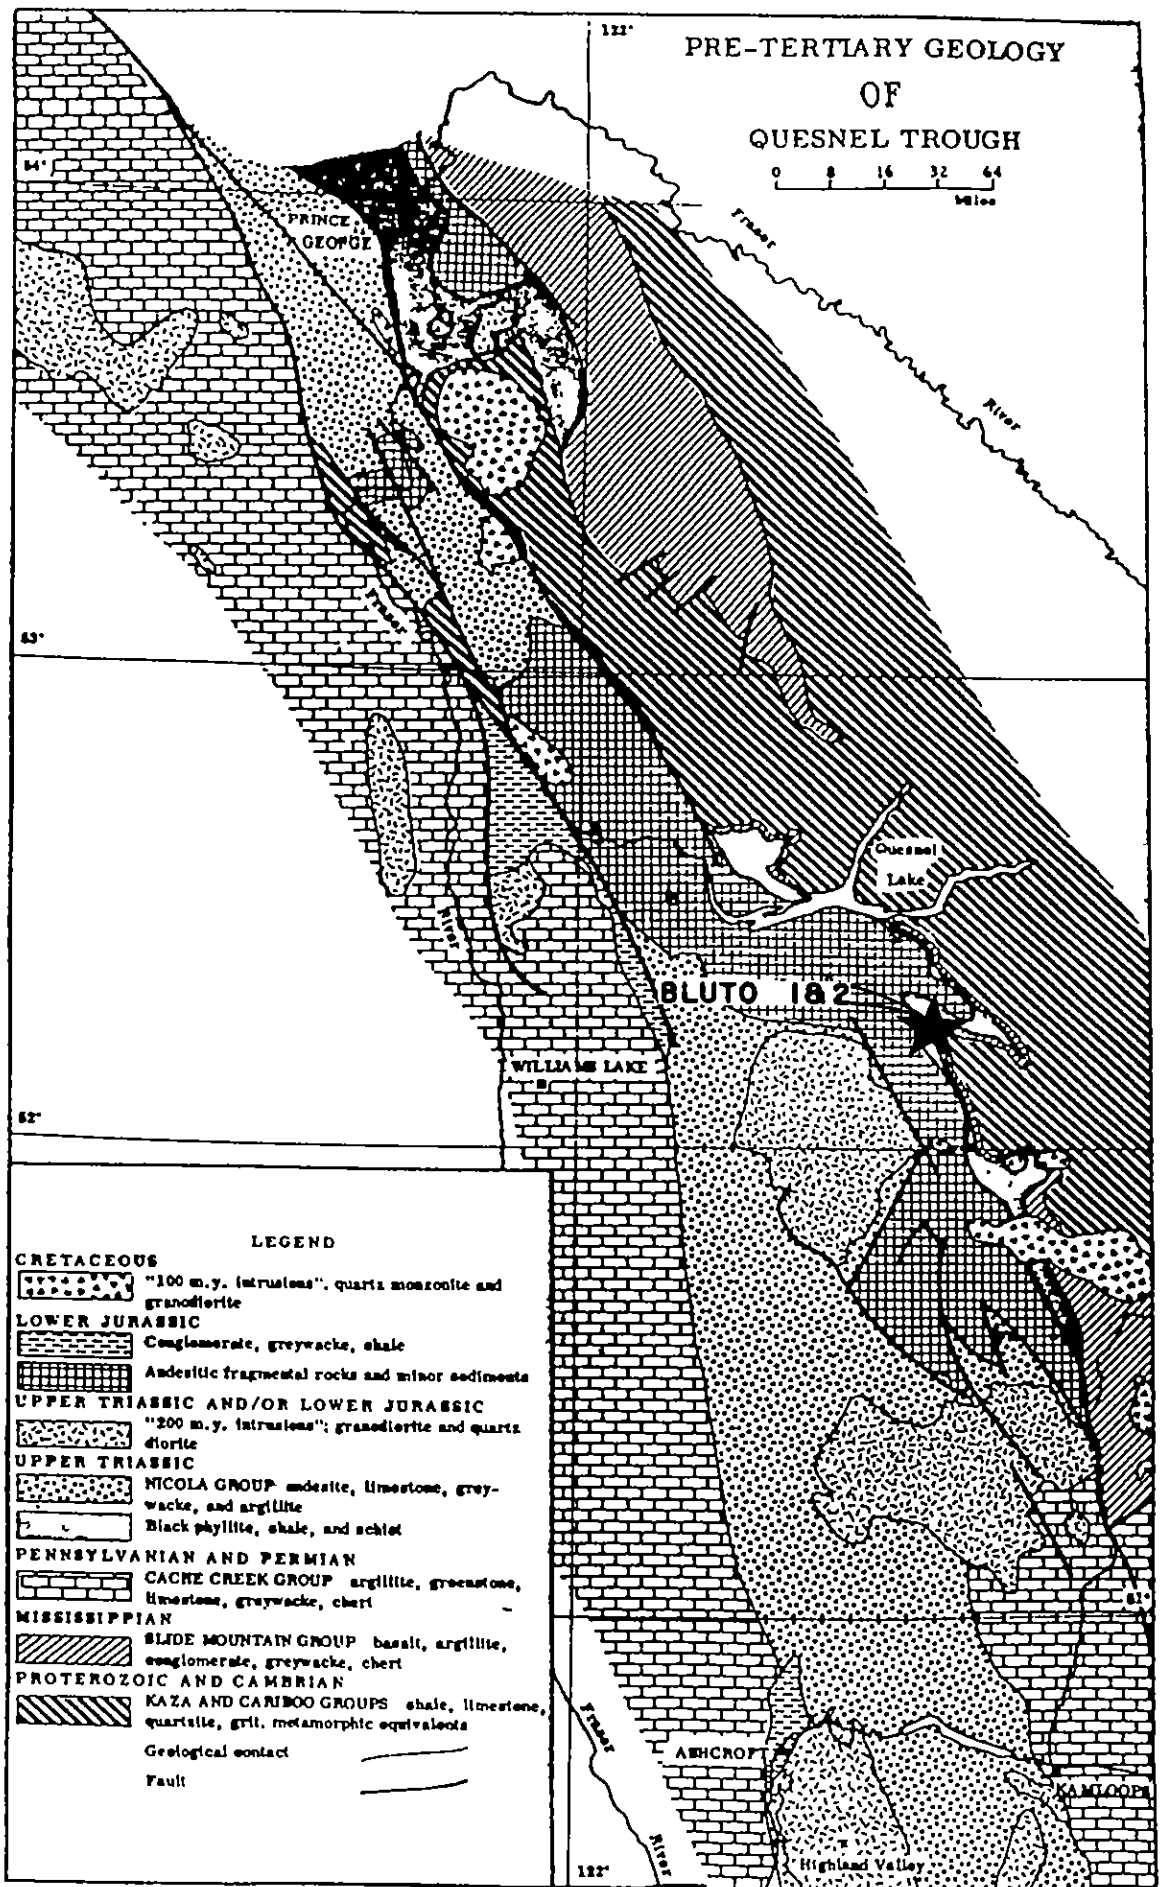 122°
PRE-TERTIARY GEOLOGY
OF
QUESNEL TROUGH
0 8 16 32 64
Miles
54°
PRINCE
GEORGE
Fraser
River
53°
Fraser
River
Quesnel
Lake
BLUTO 1&2
WILLIAMS LAKE
52°
LEGEND
CRETACEOUS
"100 m.y. intrusions", quartz monzonite and
granodiorite
LOWER JURASSIC
Conglomerate, greywacke, shale
Andesitic fragmental rocks and minor sediments
UPPER TRIASSIC AND/OR LOWER JURASSIC
"200 m.y. intrusions"; granodiorite and quartz
diorite
UPPER TRIASSIC
NICOLA GROUP andesite, limestone, grey-
wacke, and argillite
Black phyllite, shale, and schist
PENNSYLVANIAN AND PERMIAN
CACHE CREEK GROUP argillite, greenstone,
limestone, greywacke, chert
MISSISSIPPIAN
SLIDE MOUNTAIN GROUP basalt, argillite,
conglomerate, greywacke, chert
PROTEROZOIC AND CAMBRIAN
KAZA AND CARIBOO GROUPS shale, limestone,
quartzite, grit, metamorphic equivalents
Geological contact
Fault
51°
Fraser
River
ASHCROFT
KAMLOOPS
Highland Valley
122°